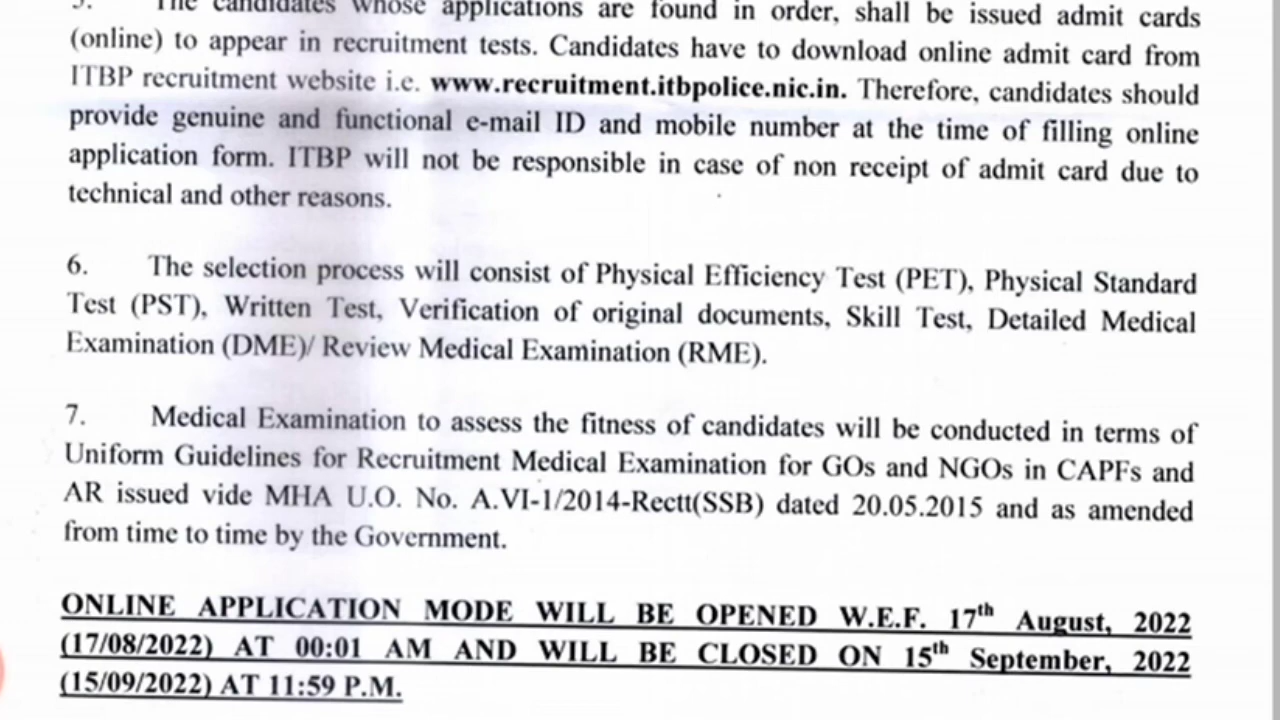 5. The candidates whose applications are found in order, shall be issued admit cards
(online) to appear in recruitment tests. Candidates have to download online admit card from
ITBP recruitment website i.e. www.recruitment.itbpolice.nic.in. Therefore, candidates should
provide genuine and functional e-mail ID and mobile number at the time of filling online
application form. ITBP will not be responsible in case of non receipt of admit card due to
technical and other reasons.
6. The selection process will consist of Physical Efficiency Test (PET), Physical Standard
Test (PST), Written Test, Verification of original documents, Skill Test, Detailed Medical
Examination (DME)/ Review Medical Examination (RME).
7. Medical Examination to assess the fitness of candidates will be conducted in terms of
Uniform Guidelines for Recruitment Medical Examination for GOs and NGOs in CAPFs and
AR issued vide MHA U.O. No. A.VI-1/2014-Rectt(SSB) dated 20.05.2015 and as amended
from time to time by the Government.
ONLINE APPLICATION MODE WILL BE OPENED W.E.F. 17th August, 2022
(17/08/2022) AT 00:01 AM AND WILL BE CLOSED ON 15th September, 2022
(15/09/2022) AT 11:59 P.M.